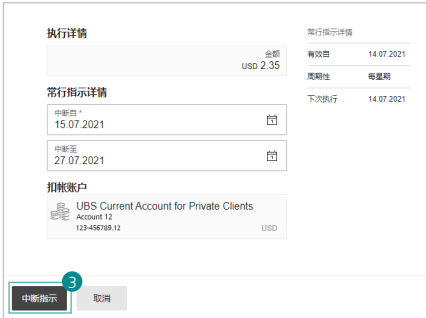 执行详情
金额
USD 2.35
常行指示详情
中断自 *
15.07.2021
中断至
27.07.2021
扣帐账户
UBS Current Account for Private Clients
Account 12
123-456789.12
USD
常行指示详情
有效自 14.07.2021
周期性 每星期
下次执行 14.07.2021
3
中断指示 取消